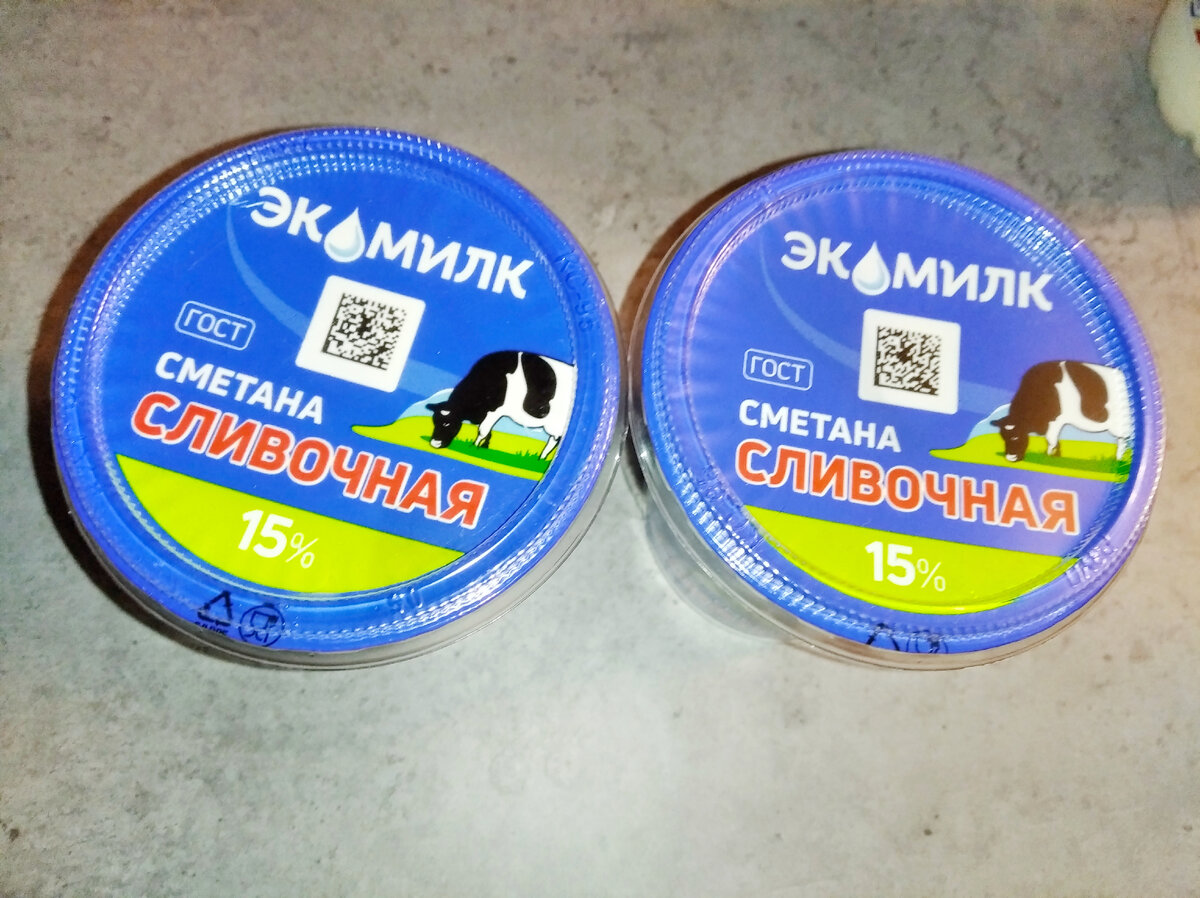 ЭКОМИЛК
ГОСТ
СМЕТАНА
СЛИВОЧНАЯ
15%
ЭКОМИЛК
ГОСТ
СМЕТАНА
СЛИВОЧНАЯ
15%